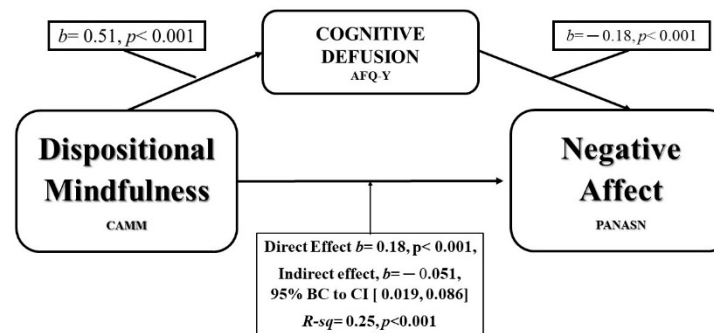 b= 0.51, p< 0.001
COGNITIVE
DEFUSION
AFQ-Y
b=− 0.18, p< 0.001
Dispositional
Mindfulness
CAMM
Negative
Affect
PANASN
Direct Effect b= 0.18, p< 0.001,
Indirect effect, b= − 0.051,
95% BC to CI [ 0.019, 0.086]
R-sq= 0.25, p<0.001